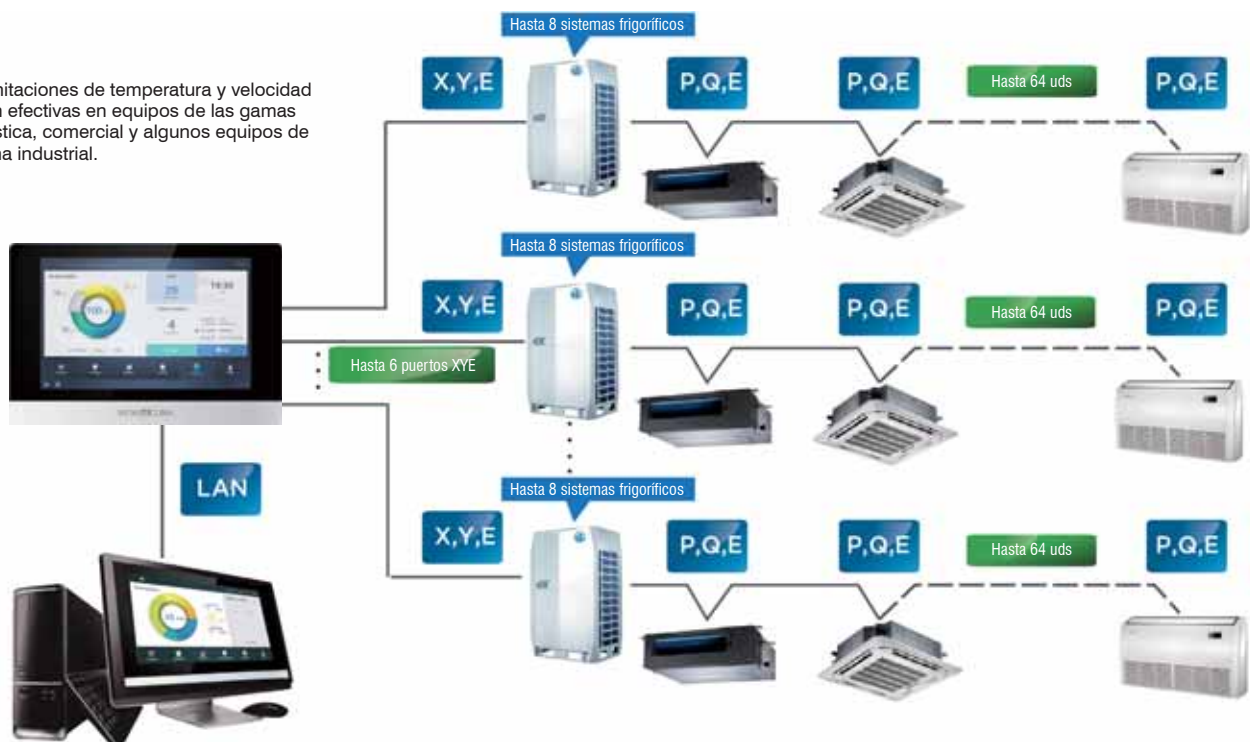 Hasta 8 sistemas frigoríficos
mitaciones de temperatura y velocidad
n efectivas en equipos de las gamas
stica, comercial y algunos equipos de
na industrial.
X,Y,E
P,Q,E
P,Q,E
Hasta 64 uds
P,Q,E
Hasta 8 sistemas frigoríficos
X,Y,E
P,Q,E
P,Q,E
Hasta 64 uds
P,Q,E
Hasta 6 puertos XYE
LAN
Hasta 8 sistemas frigoríficos
X,Y,E
P,Q,E
P,Q,E
Hasta 64 uds
P,Q,E